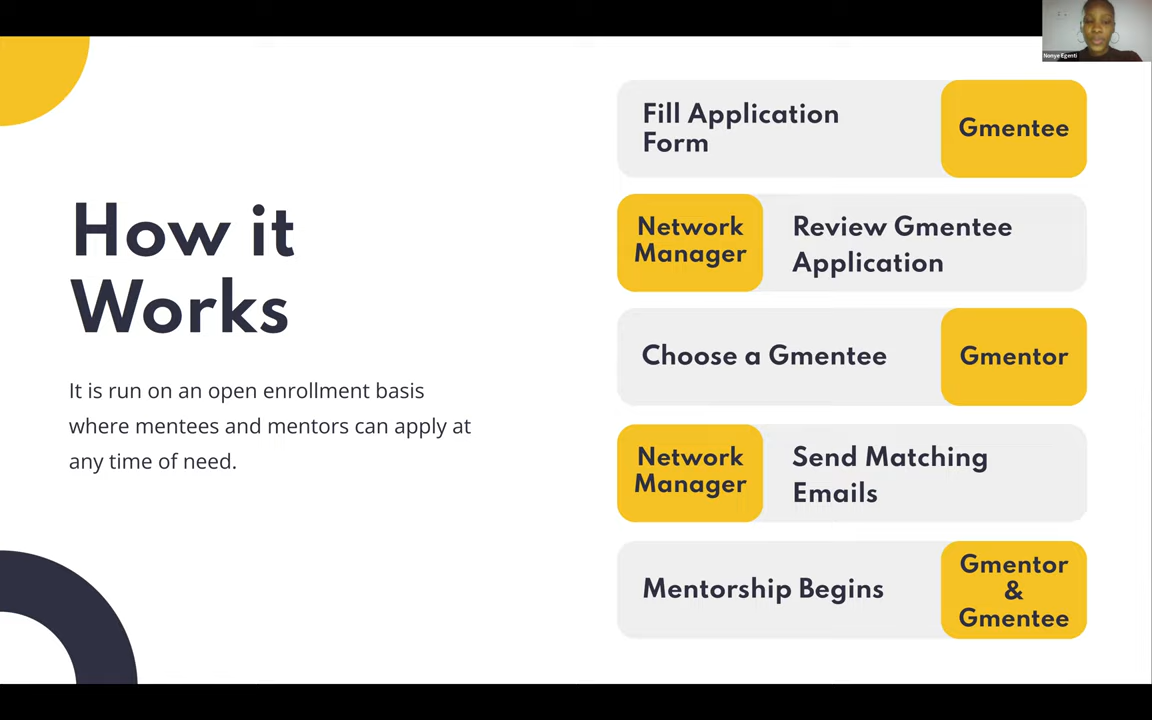 Nonye Egenti
How it
Works
It is run on an open enrollment basis
where mentees and mentors can apply at
any time of need.
Fill Application
Form
Gmentee
Network
Manager
Review Gmentee
Application
Choose a Gmentee
Gmentor
Network
Manager
Send Matching
Emails
Mentorship Begins
Gmentor
&
Gmentee